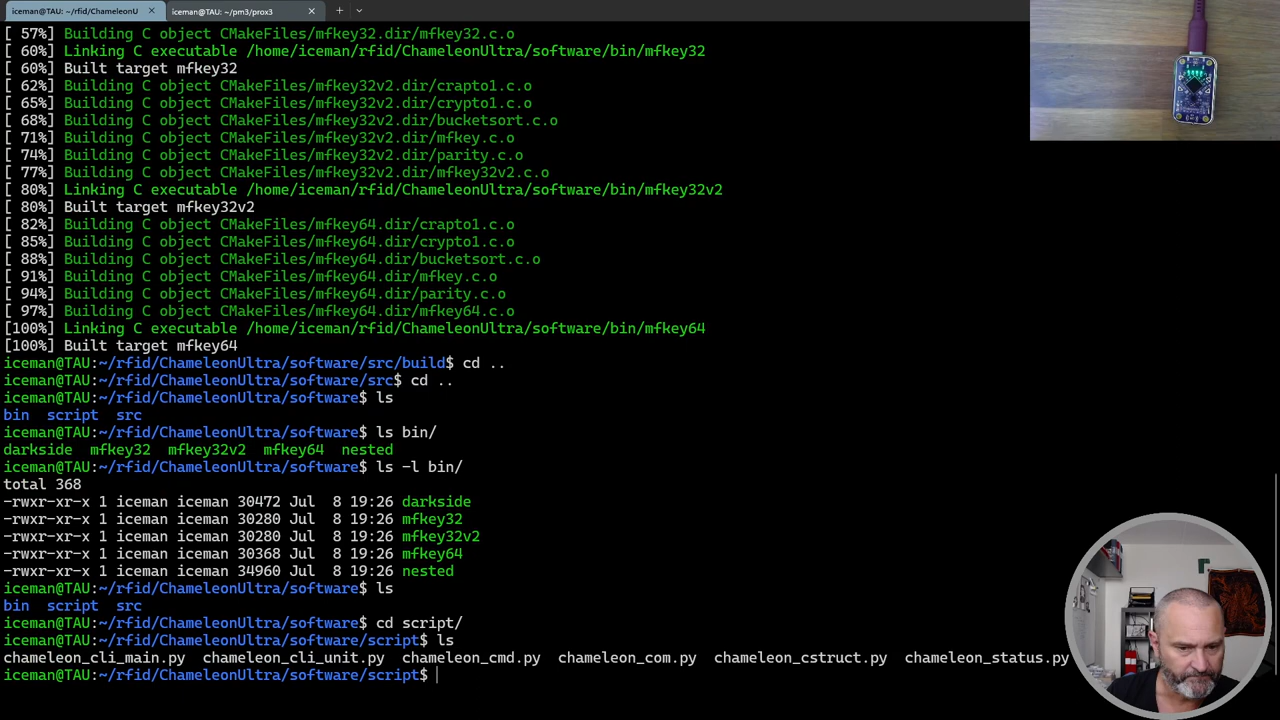 iceman@TAU: ~/rfid/ChameleonU
iceman@TAU: ~/pm3/prox3
[ 57%] Building C object CMakeFiles/mfkey32.dir/mfkey32.c.o
[ 60%] Linking C executable /home/iceman/rfid/ChameleonUltra/software/bin/mfkey32
[ 60%] Built target mfkey32
[ 62%] Building C object CMakeFiles/mfkey32v2.dir/crapto1.c.o
[ 65%] Building C object CMakeFiles/mfkey32v2.dir/crypto1.c.o
[ 68%] Building C object CMakeFiles/mfkey32v2.dir/bucketsort.c.o
[ 71%] Building C object CMakeFiles/mfkey32v2.dir/mfkey.c.o
[ 74%] Building C object CMakeFiles/mfkey32v2.dir/parity.c.o
[ 77%] Building C object CMakeFiles/mfkey32v2.dir/mfkey32v2.c.o
[ 80%] Linking C executable /home/iceman/rfid/ChameleonUltra/software/bin/mfkey32v2
[ 80%] Built target mfkey32v2
[ 82%] Building C object CMakeFiles/mfkey64.dir/crapto1.c.o
[ 85%] Building C object CMakeFiles/mfkey64.dir/crypto1.c.o
[ 88%] Building C object CMakeFiles/mfkey64.dir/bucketsort.c.o
[ 91%] Building C object CMakeFiles/mfkey64.dir/mfkey.c.o
[ 94%] Building C object CMakeFiles/mfkey64.dir/parity.c.o
[ 97%] Building C object CMakeFiles/mfkey64.dir/mfkey64.c.o
[100%] Linking C executable /home/iceman/rfid/ChameleonUltra/software/bin/mfkey64
[100%] Built target mfkey64
iceman@TAU:~/rfid/ChameleonUltra/software/src/build$ cd ..
iceman@TAU:~/rfid/ChameleonUltra/software/src$ cd ..
iceman@TAU:~/rfid/ChameleonUltra/software$ ls
bin  script  src
iceman@TAU:~/rfid/ChameleonUltra/software$ ls bin/
darkside  mfkey32  mfkey32v2  mfkey64  nested
iceman@TAU:~/rfid/ChameleonUltra/software$ ls -l bin/
total 368
-rwxr-xr-x 1 iceman iceman 30472 Jul  8 19:26 darkside
-rwxr-xr-x 1 iceman iceman 30280 Jul  8 19:26 mfkey32
-rwxr-xr-x 1 iceman iceman 30280 Jul  8 19:26 mfkey32v2
-rwxr-xr-x 1 iceman iceman 30368 Jul  8 19:26 mfkey64
-rwxr-xr-x 1 iceman iceman 34960 Jul  8 19:26 nested
iceman@TAU:~/rfid/ChameleonUltra/software$ ls
bin  script  src
iceman@TAU:~/rfid/ChameleonUltra/software$ cd script/
iceman@TAU:~/rfid/ChameleonUltra/software/script$ ls
chameleon_cli_main.py  chameleon_cli_unit.py  chameleon_cmd.py  chameleon_com.py  chameleon_cstruct.py  chameleon_status.py
iceman@TAU:~/rfid/ChameleonUltra/software/script$